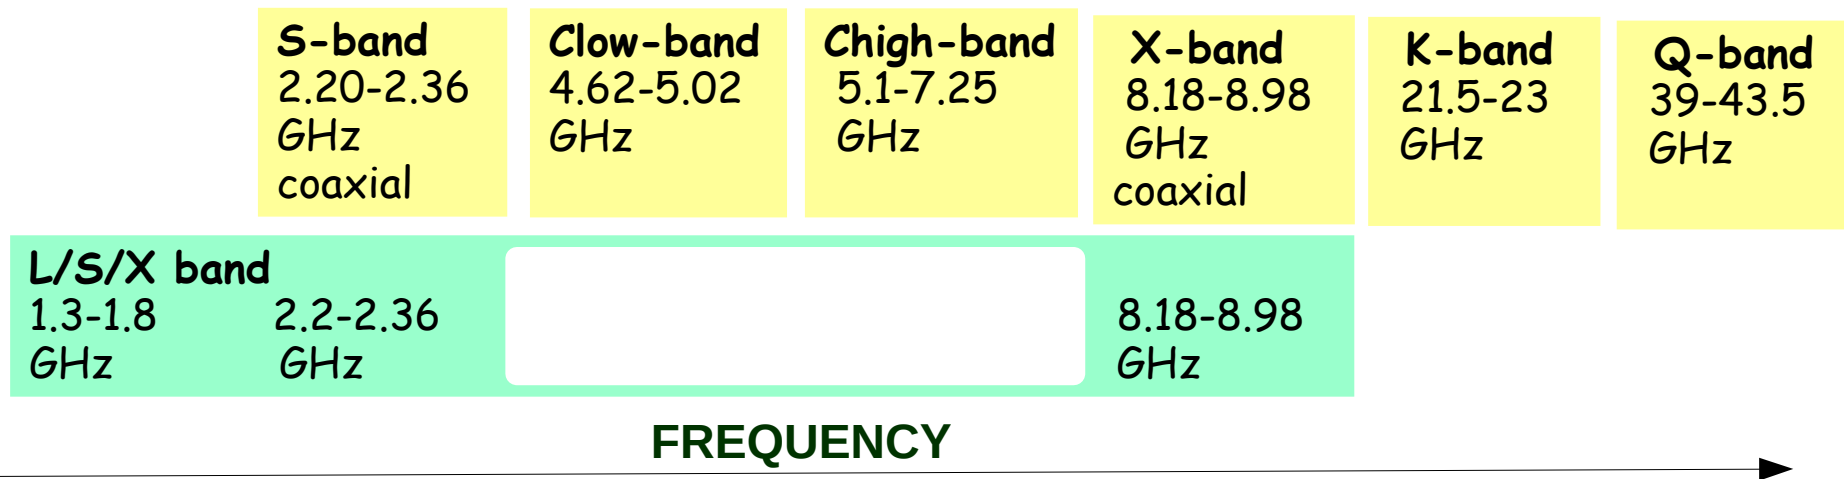 S-band
2.20-2.36
GHz
coaxial
Clow-band
4.62-5.02
GHz
Chigh-band
5.1-7.25
GHz
X-band
8.18-8.98
GHz
coaxial
K-band
21.5-23
GHz
Q-band
39-43.5
GHz
L/S/X band
1.3-1.8
GHz
2.2-2.36
GHz
8.18-8.98
GHz
FREQUENCY